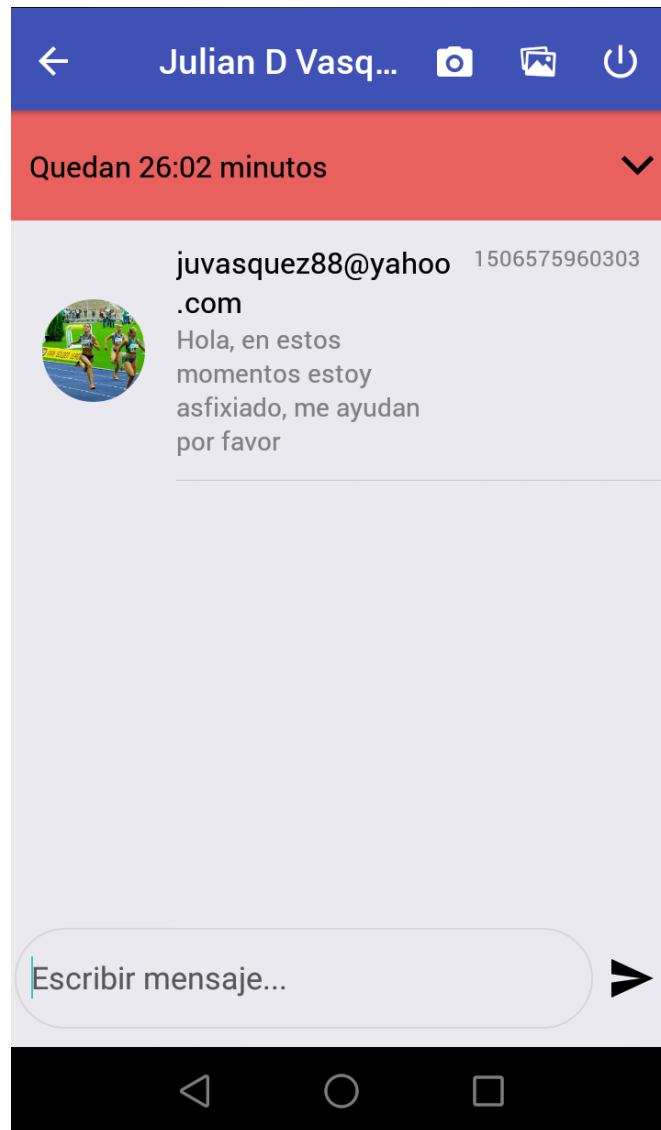 Julian D Vasq...
Quedan 26:02 minutos
juvasquez88@yahoo
.com
1506575960303
Hola, en estos
momentos estoy
asfixiado, me ayudan
por favor
Escribir mensaje...